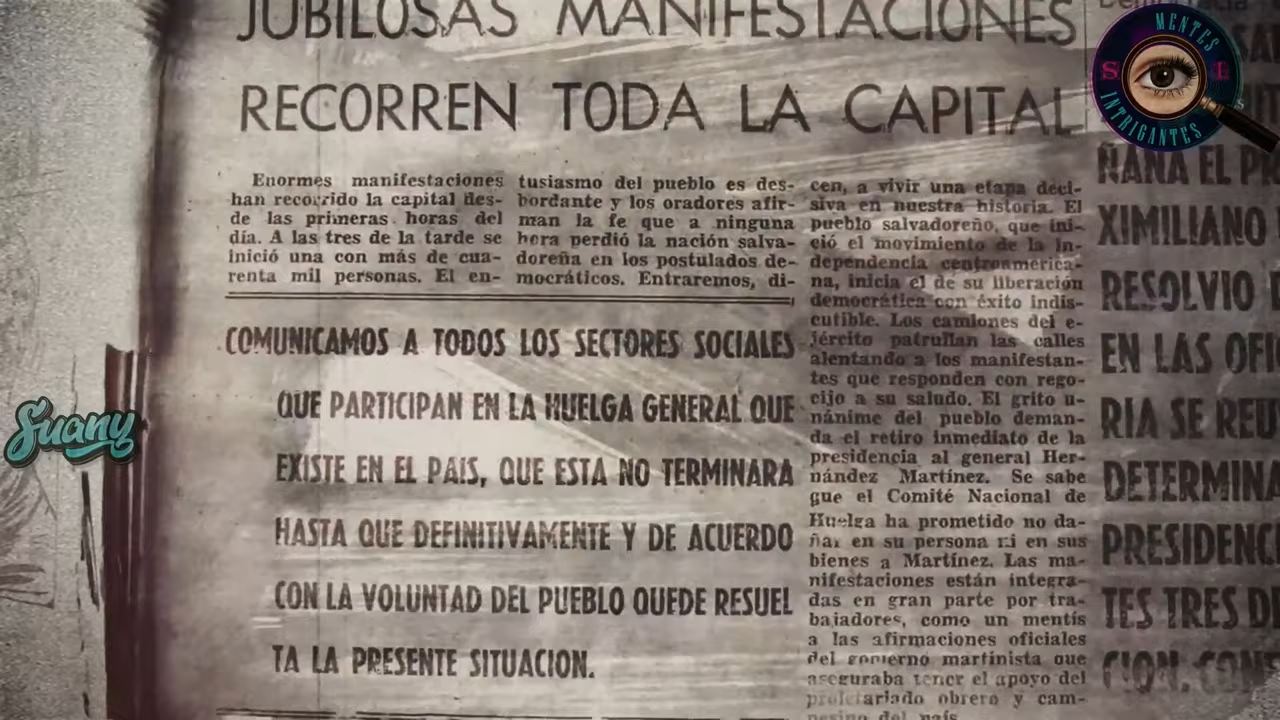 JUBILOSAS MANIFESTACIONES
RECORREN TODA LA CAPITAL
Enormes manifestaciones
han recorrido la capital des-
de las primeras horas del
día. A las tres de la tarde se
inició una con más de cua-
renta mil personas. El en-
tusiasmo del pueblo es des-
bordante y los oradores afir-
man la fe que a ninguna
hora perdió la nación salva-
doreña en los postulados de-
mocráticos. Entraremos, di-
cen, a vivir una etapa deci-
siva en nuestra historia. El
pueblo salvadoreño, que ini-
ció el movimiento de la in-
dependencia centroamerica-
na, inicia el de su liberación
democrática con éxito indis-
cutible. Los camiones del e-
jército patrullan las calles
alentando a los manifestan-
tes que responden con rego-
cijo a su saludo. El grito u-
nánime del pueblo deman-
da el retiro inmediato de la
presidencia al general Her-
nández Martínez. Se sabe
que el Comité Nacional de
Huelga ha prometido no da-
ñar en su persona ni en sus
bienes a Martínez. Las ma-
nifestaciones están integra-
das en gran parte por tra-
bajadores, como un mentís
a las afirmaciones oficiales
del gobierno martinista que
aseguraba tener el apoyo del
proletariado obrero y cam-
pesino del país
COMUNICAMOS A TODOS LOS SECTORES SOCIALES
QUE PARTICIPAN EN LA HUELGA GENERAL QUE
EXISTE EN EL PAIS, QUE ESTA NO TERMINARA
HASTA QUE DEFINITIVAMENTE Y DE ACUERDO
CON LA VOLUNTAD DEL PUEBLO QUEDE RESUEL
TA LA PRESENTE SITUACION.
ÑANA EL
XIMILIANO
RESOLVIO
EN LAS
RIA SE
DETERMINA
TES TRES
MENTES
S I
INTRIGANTES
Suany